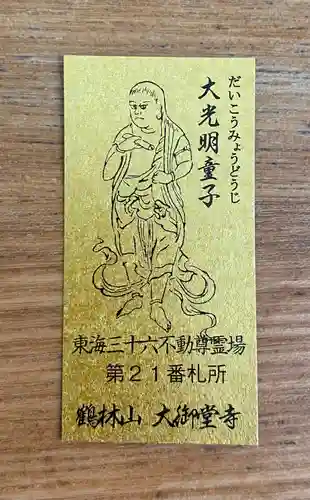 だいこうみょうどうじ
大光明童子
東海三十六不動尊霊場
第21番札所
鶴林山 大御堂寺